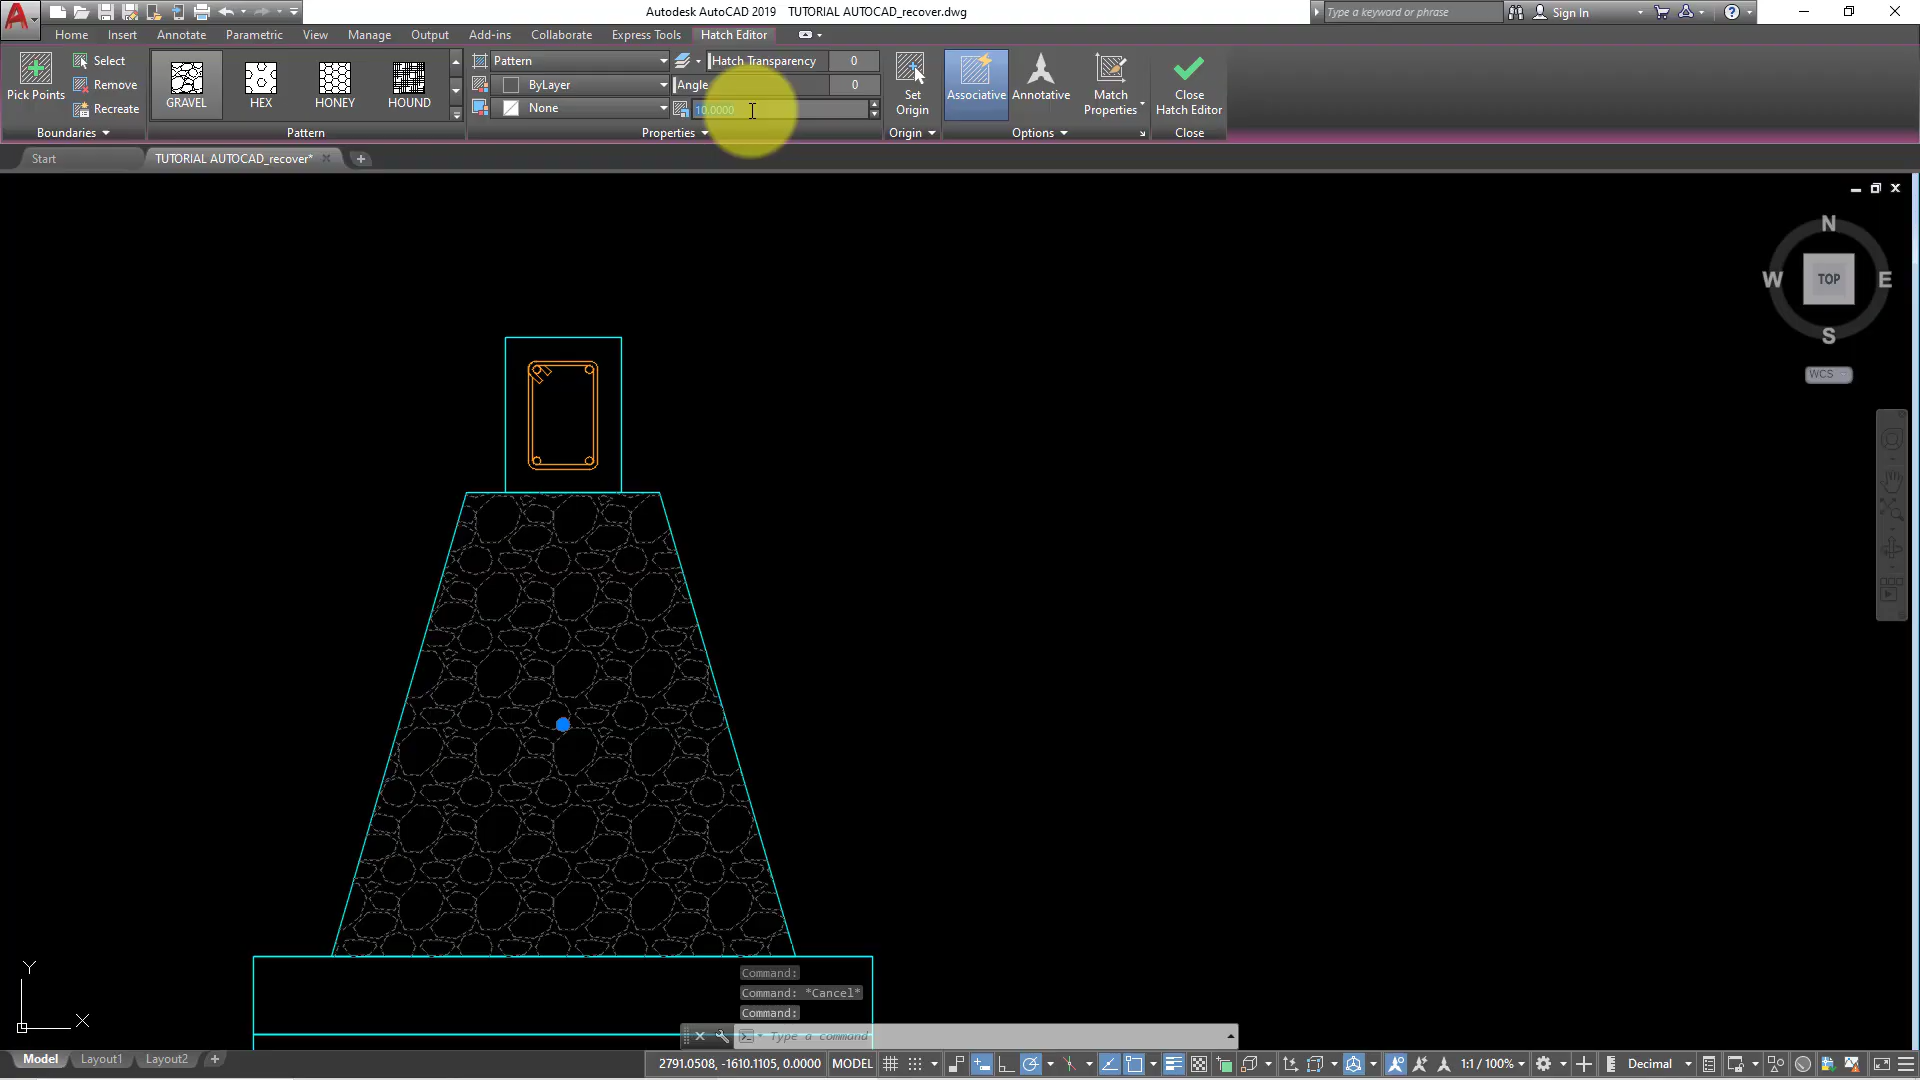 Autodesk AutoCAD 2019 TUTORIAL AUTOCAD_recover.dwg
Type a keyword or phrase
Sign In
Home Insert Annotate Parametric View Manage Output Add-ins Collaborate Express Tools Hatch Editor
Pick Points
Select
Remove
Recreate
Boundaries
GRAVEL
HEX
HONEY
HOUND
Pattern
Pattern
ByLayer
None
Hatch Transparency 0
Angle 0
10.0000
Properties
Set
Origin
Origin
Associative
Annotative
Match
Properties
Options
Close
Hatch Editor
Close
Start
TUTORIAL AUTOCAD_recover*
N
W TOP E
S
WCS
Y
X
Command:
Command: *Cancel*
Command:
Type a command
Model Layout1 Layout2
2791.0508, -1610.1105, 0.0000 MODEL 1:1 / 100% Decimal